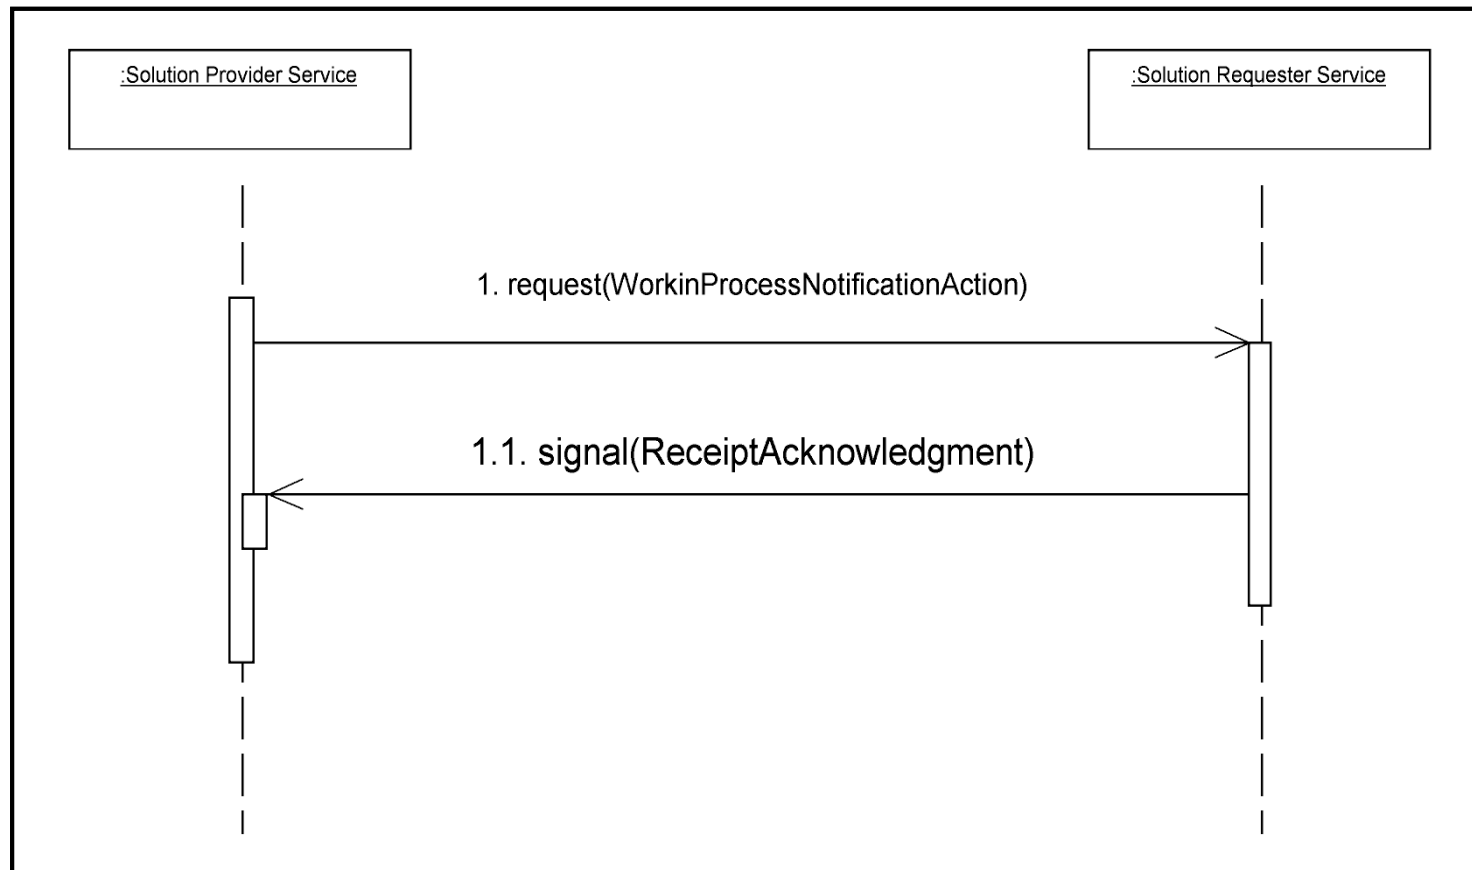 :Solution Provider Service
:Solution Requester Service
1. request(WorkinProcessNotificationAction)
1.1. signal(ReceiptAcknowledgment)